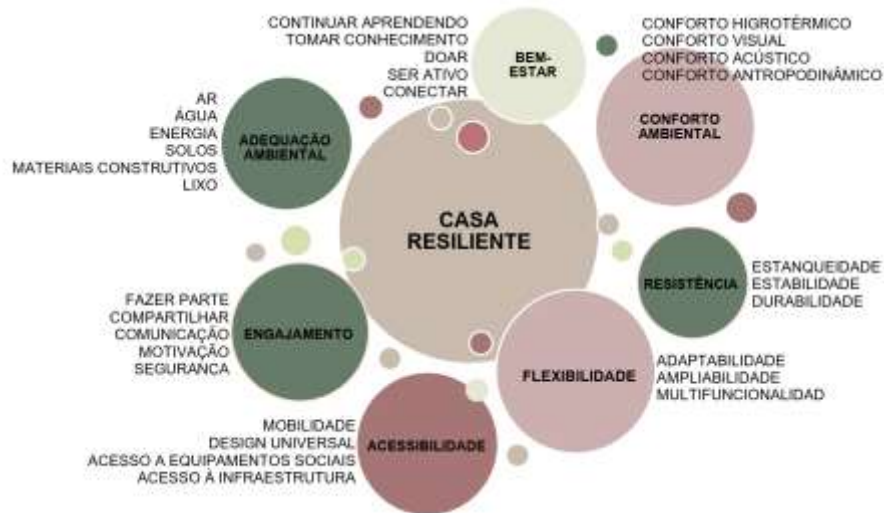 CONTINUAR APRENDENDO
TOMAR CONHECIMENTO
DOAR
SER ATIVO
CONECTAR
BEM-
ESTAR
CONFORTO HIGROTÉRMICO
CONFORTO VISUAL
CONFORTO ACÚSTICO
CONFORTO ANTROPODINÂMICO
CONFORTO
AMBIENTAL
AR
ÁGUA
ENERGIA
SOLOS
MATERIAIS CONSTRUTIVOS
LIXO
ADEQUAÇÃO
AMBIENTAL
CASA
RESILIENTE
RESISTÊNCIA
ESTANQUEIDADE
ESTABILIDADE
DURABILIDADE
FAZER PARTE
COMPARTILHAR
COMUNICAÇÃO
MOTIVAÇÃO
SEGURANÇA
ENGAJAMENTO
FLEXIBILIDADE
ADAPTABILIDADE
AMPLIABILIDADE
MULTIFUNCIONALIDAD
MOBILIDADE
DESIGN UNIVERSAL
ACESSO A EQUIPAMENTOS SOCIAIS
ACESSO À INFRAESTRUTURA
ACESSIBILIDADE